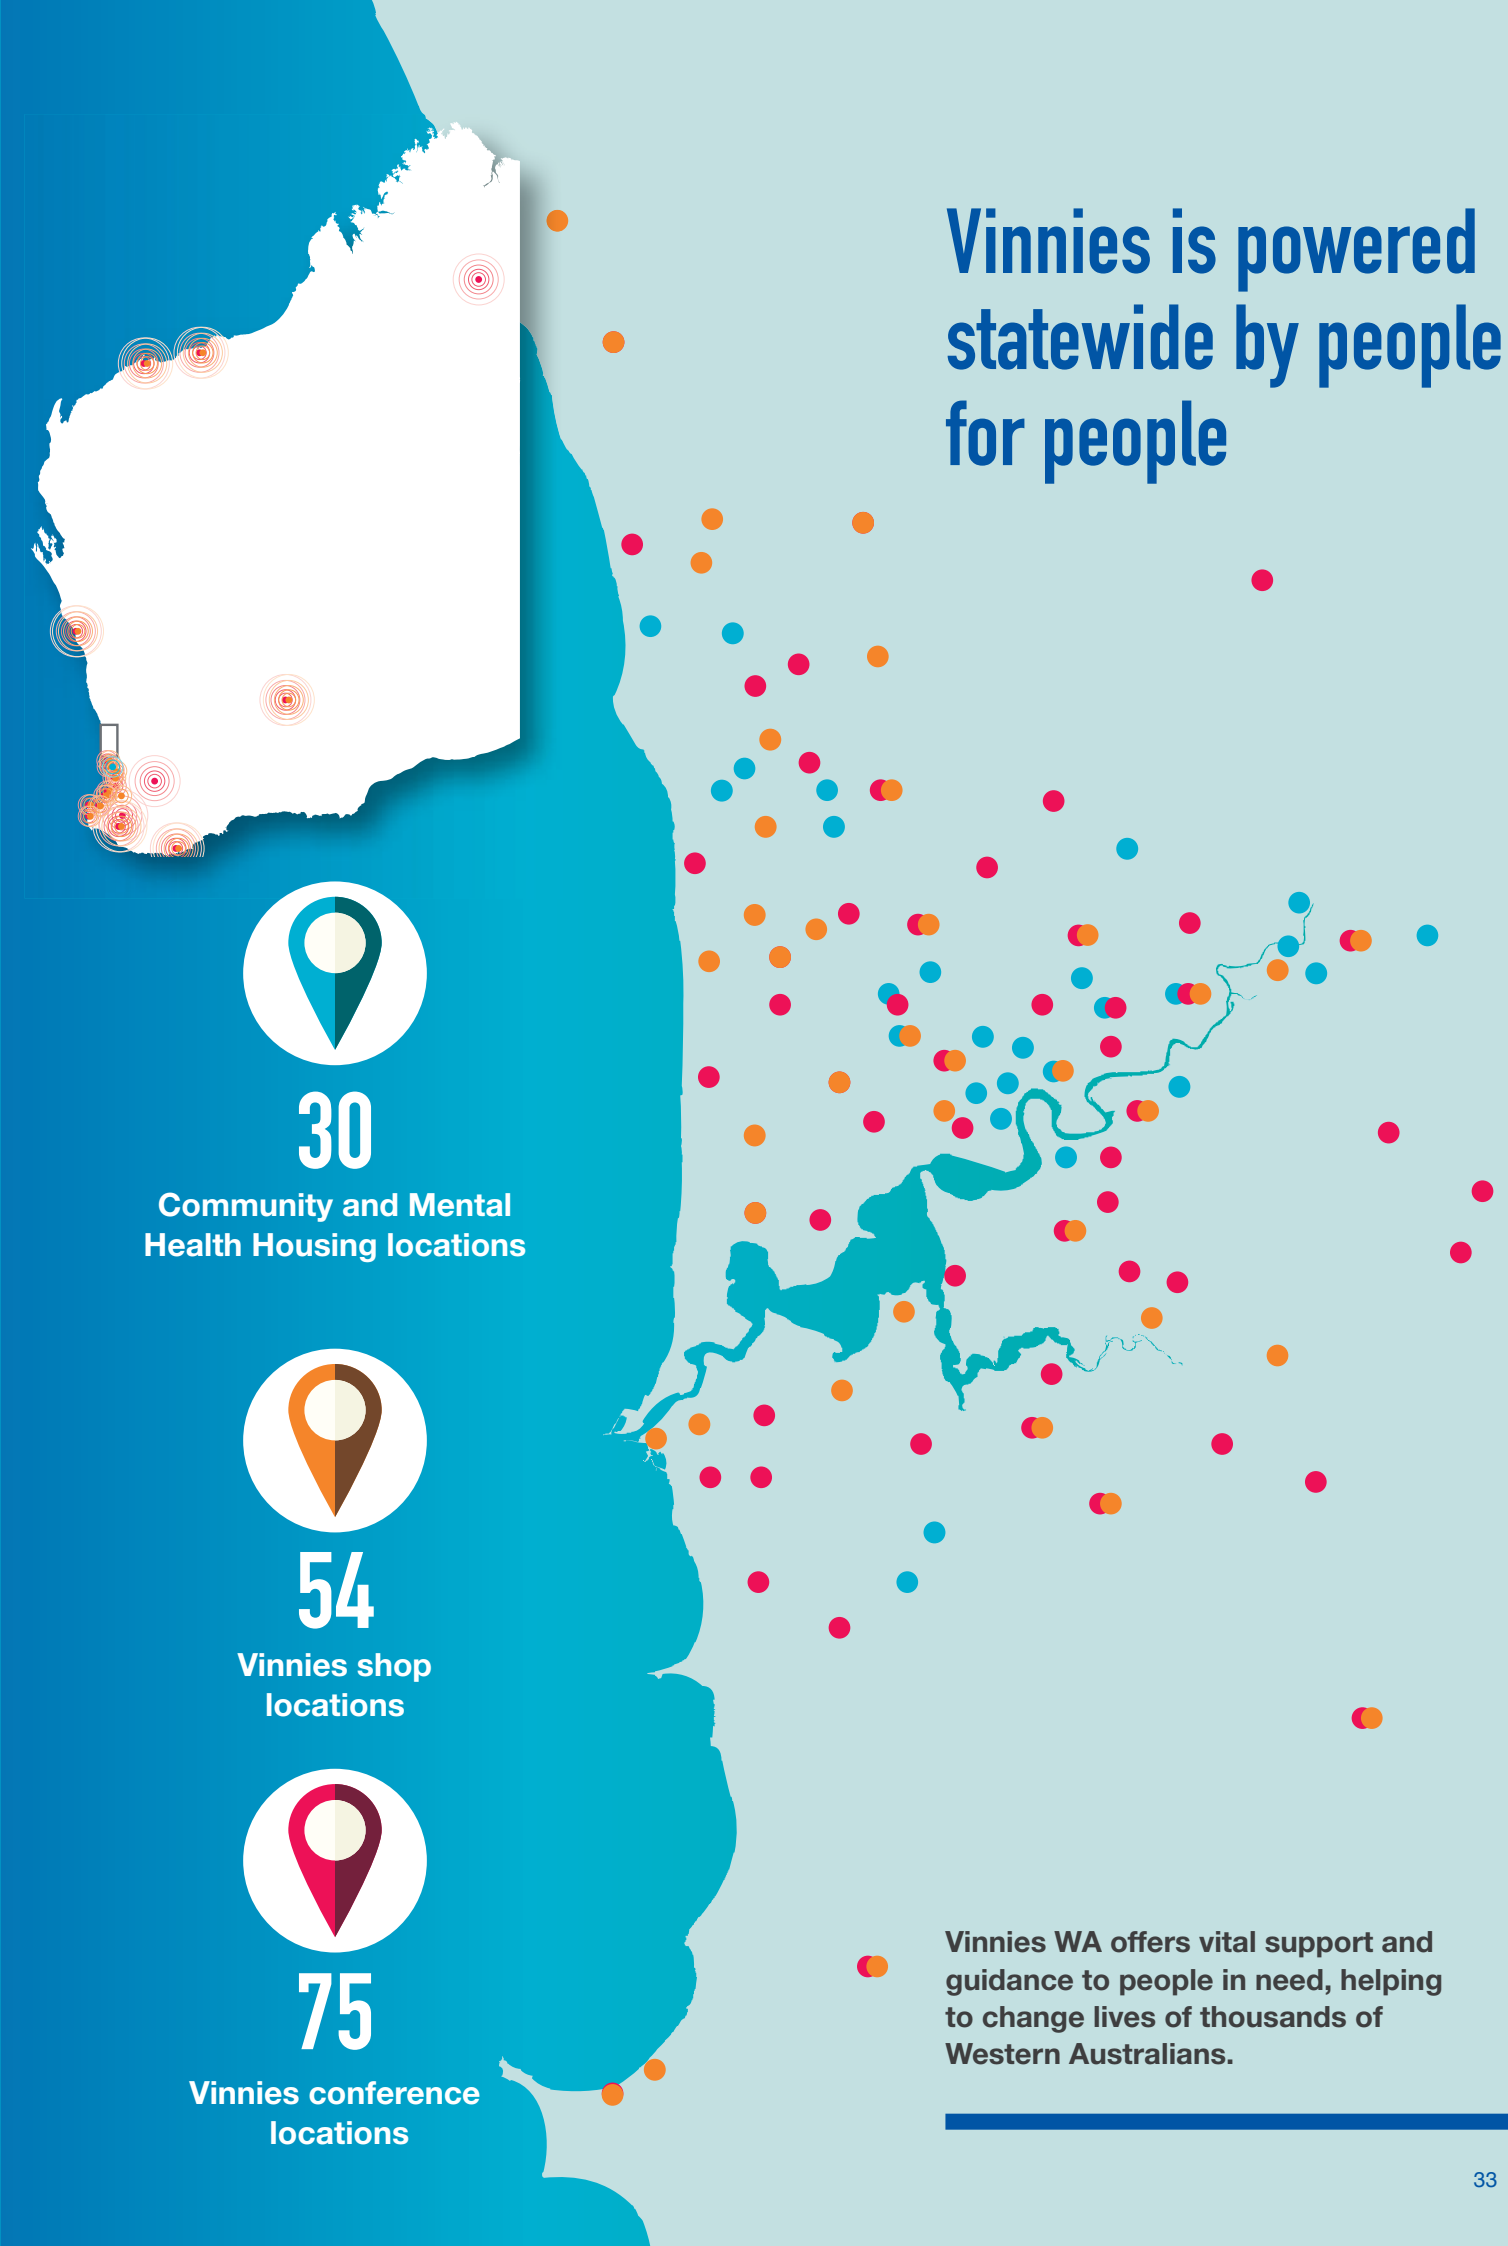 Vinnies is powered
statewide by people
for people
30
Community and Mental
Health Housing locations
54
Vinnies shop
locations
75
Vinnies conference
locations
Vinnies WA offers vital support and
guidance to people in need, helping
to change lives of thousands of
Western Australians.
33